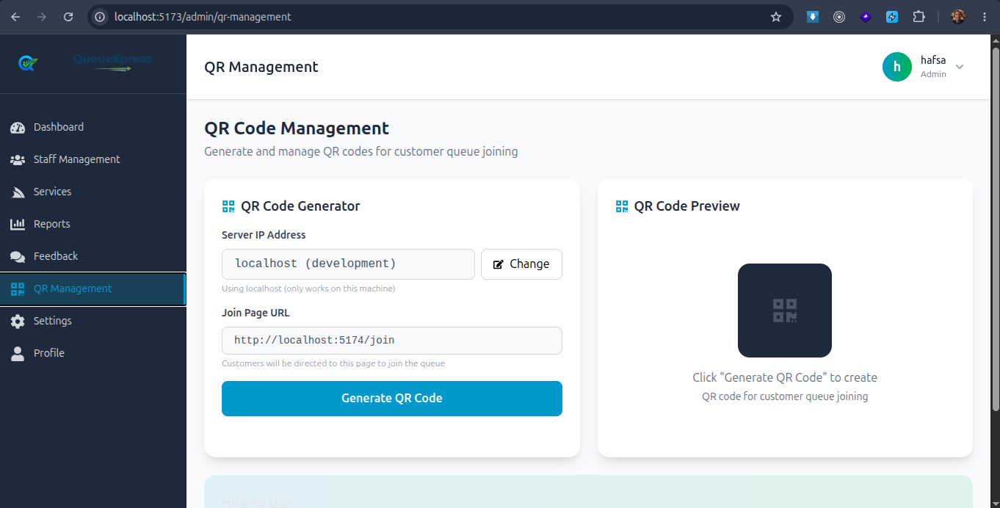 localhost:5173/admin/qr-management
QueueXpress
Dashboard
Staff Management
Services
Reports
Feedback
QR Management
Settings
Profile
QR Management
h
hafsa
Admin
QR Code Management
Generate and manage QR codes for customer queue joining
QR Code Generator
Server IP Address
localhost (development)
Change
Using localhost (only works on this machine)
Join Page URL
http://localhost:5174/join
Customers will be directed to this page to join the queue
Generate QR Code
QR Code Preview
Click "Generate QR Code" to create
QR code for customer queue joining
How to Use